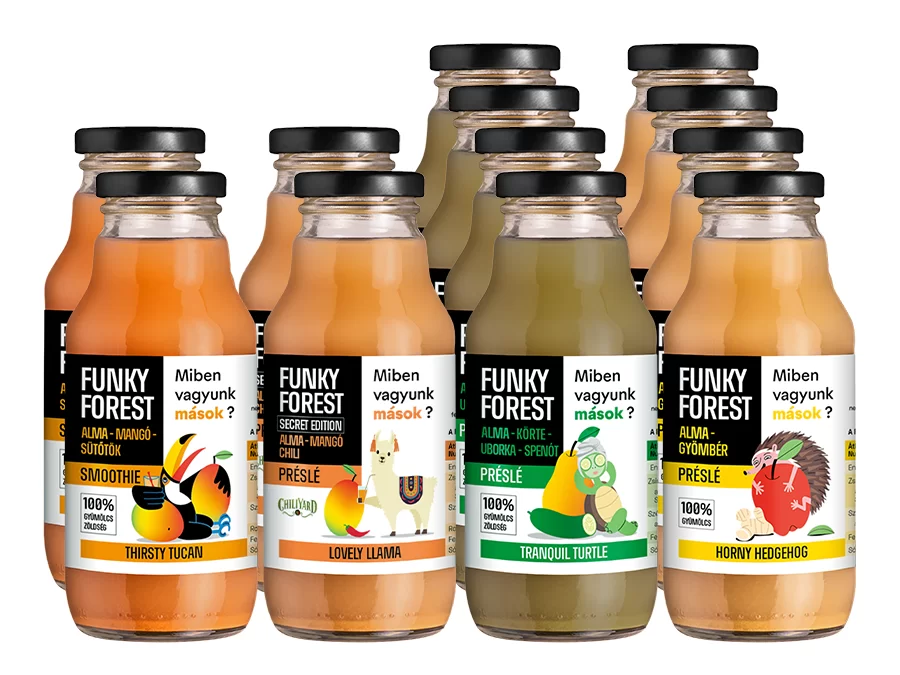 FUNKY
FOREST
ALMA - MANGÓ -
SÜTŐTÖK
SMOOTHIE
100%
GYÜMÖLCS
ZÖLDSÉG
Miben
vagyunk
mások ?
THIRSTY TUCAN
FUNKY
FOREST
SECRET EDITION
ALMA - MANGÓ
CHILI
PRÉSLÉ
CHILIYARD
Miben
vagyunk
mások ?
LOVELY LLAMA
FUNKY
FOREST
ALMA - KÖRTE -
UBORKA - SPENÓT
PRÉSLÉ
100%
GYÜMÖLCS
ZÖLDSÉG
Miben
vagyunk
mások ?
TRANQUIL TURTLE
FUNKY
FOREST
ALMA -
GYÖMBÉR
PRÉSLÉ
100%
GYÜMÖLCS
Miben
vagyunk
mások ?
HORNY HEDGEHOG